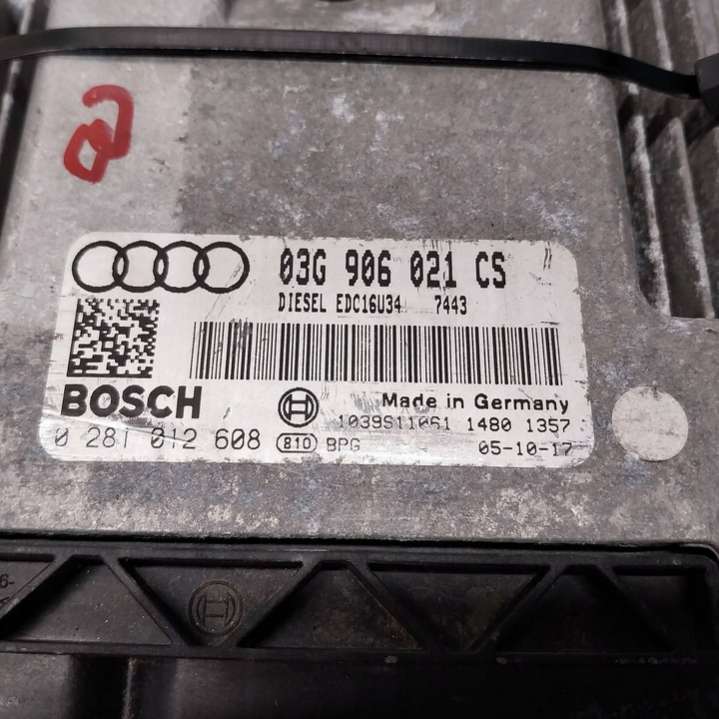 03G 906 021 CS
DIESEL EDC16U34 7443
BOSCH
Made in Germany
1039S11061 1480 1357
0 281 012 608
810 BPG
05-10-17